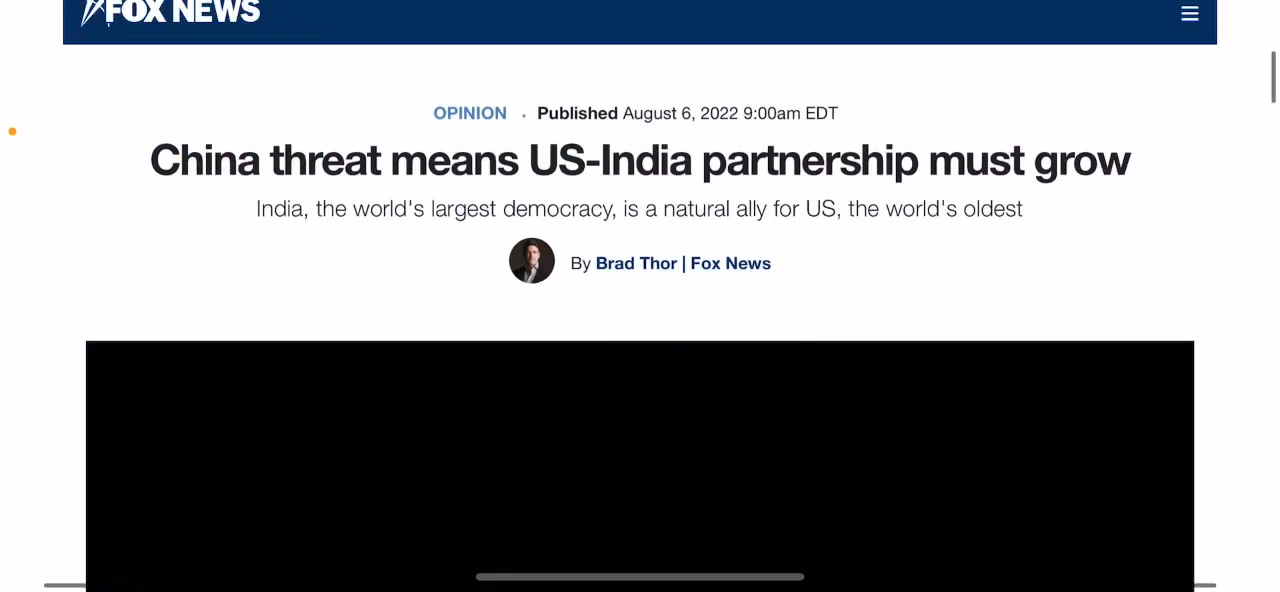 FOX NEWS
OPINION · Published August 6, 2022 9:00am EDT
China threat means US-India partnership must grow
India, the world's largest democracy, is a natural ally for US, the world's oldest
By Brad Thor | Fox News